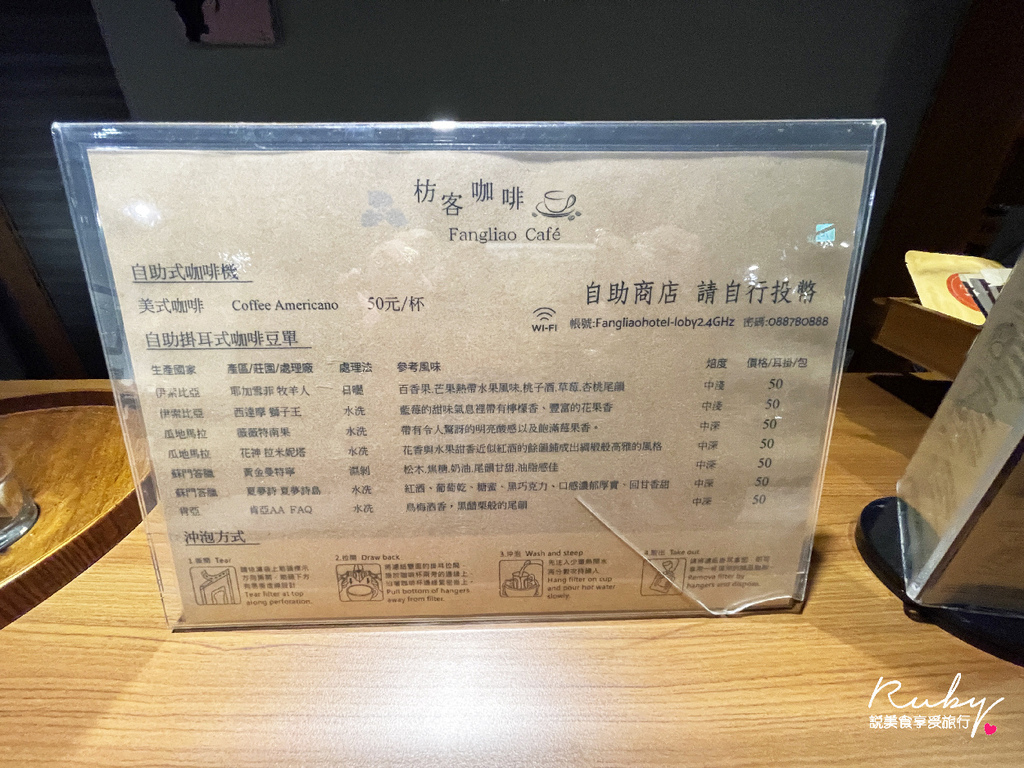 枋客咖啡
Fangliao Café
自助式咖啡機
美式咖啡 Coffee Americano 50元/杯
自助商店 請自行投幣
WI-FI 帳號:Fangliaohotel-loby2.4GHz 密碼:088780888
自助掛耳式咖啡豆單
生產國家 產區/莊園/處理廠 處理法 參考風味 焙度 價格/耳掛/包
伊索比亞 耶加雪菲 牧羊人 日曬 百香果.芒果熱帶水果風味.桃子酒.草莓.杏桃尾韻 中淺 50
伊索比亞 西達摩 獅子王 水洗 藍莓的甜味氣息裡帶有檸檬香、豐富的花果香 中淺 50
瓜地馬拉 薇薇特南果 水洗 帶有令人驚訝的明亮酸感以及飽滿莓果香。 中深 50
瓜地馬拉 花神 拉米妮塔 水洗 花香與水果甜香近似紅酒的餘韻鋪成出綢緞般高雅的風格 中深 50
蘇門答臘 黃金曼特寧 濕剝 松木.焦糖.奶油.尾韻甘甜.油脂感佳 中深 50
蘇門答臘 夏夢詩 夏夢詩島 水洗 紅酒、葡萄乾、糖蜜、黑巧克力、口感濃郁厚實、回甘香甜 中深 50
肯亞 肯亞AA FAQ 水洗 烏梅酒香。黑醋栗般的尾韻 中深 50
沖泡方式
1.撕開 Tear
Tear filter at top
along perforation.
2.拉開 Draw back
Pull bottom of hangers
away from filter.
3.沖泡 Wash and steep
先注入少量熱開水
Hang filter on cup
and pour hot water
slowly.
4.取出 Take out
Remove filter by
hangers and dispose.
Ruby
說美食享受旅行